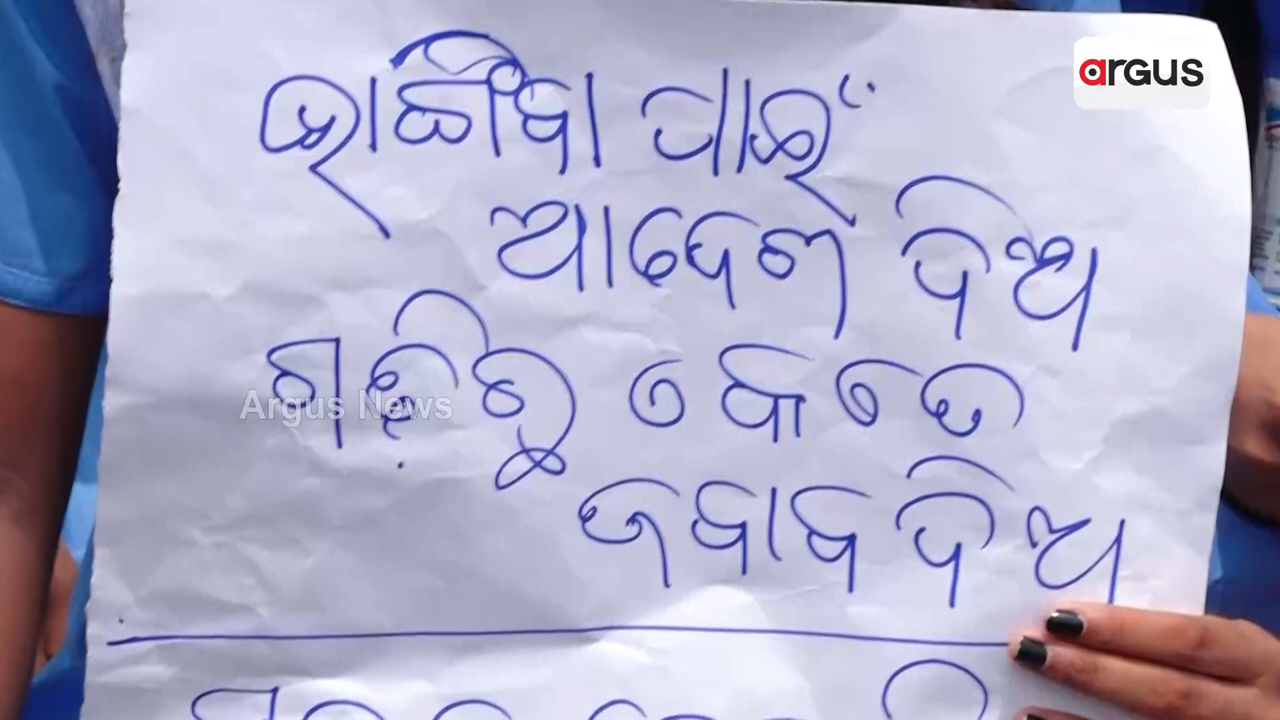 argus
ଭାଙ୍ଗିବା ପାଇଁ
ଆଦେଶ ଦିଅ
ଗଢ଼ିବୁ କେତେ
ଜବାବ ଦିଅ
Argus News